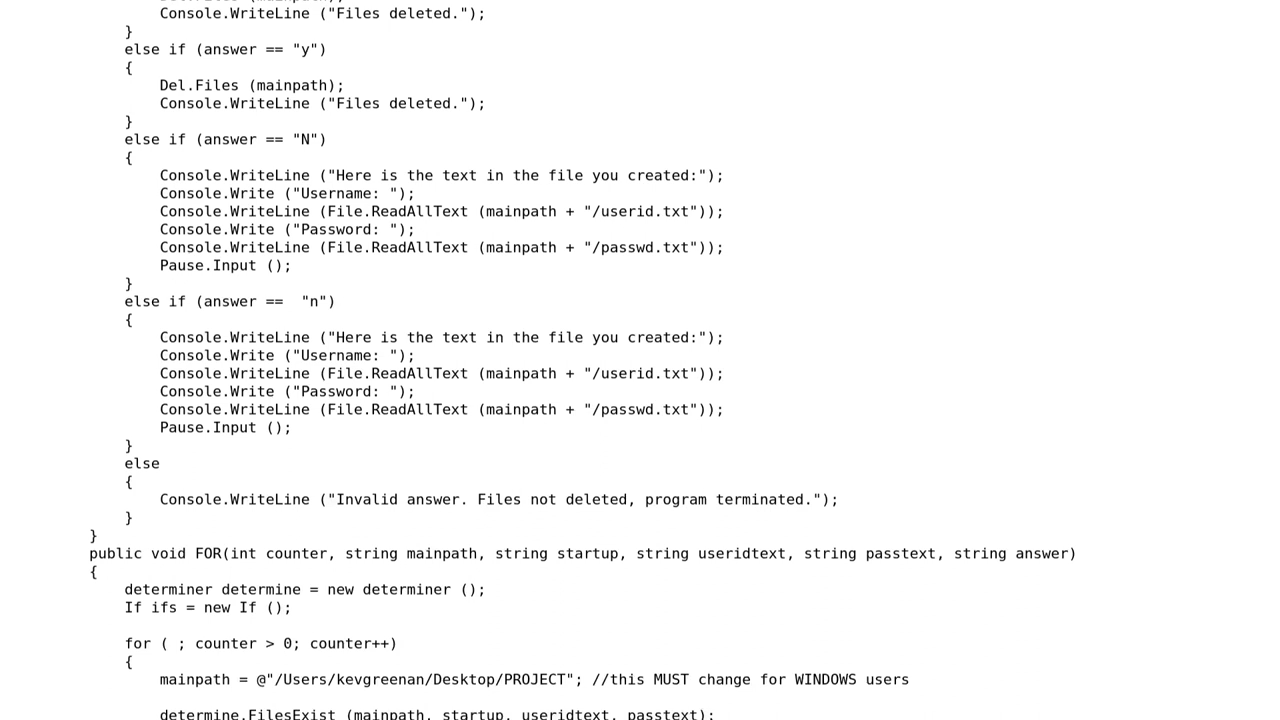 Console.WriteLine ("Files deleted.");
}
else if (answer == "y")
{
Del.Files (mainpath);
Console.WriteLine ("Files deleted.");
}
else if (answer == "N")
{
Console.WriteLine ("Here is the text in the file you created:");
Console.Write ("Username: ");
Console.WriteLine (File.ReadAllText (mainpath + "/userid.txt"));
Console.Write ("Password: ");
Console.WriteLine (File.ReadAllText (mainpath + "/passwd.txt"));
Pause.Input ();
}
else if (answer ==  "n")
{
Console.WriteLine ("Here is the text in the file you created:");
Console.Write ("Username: ");
Console.WriteLine (File.ReadAllText (mainpath + "/userid.txt"));
Console.Write ("Password: ");
Console.WriteLine (File.ReadAllText (mainpath + "/passwd.txt"));
Pause.Input ();
}
else
{
Console.WriteLine ("Invalid answer. Files not deleted, program terminated.");
}
}
public void FOR(int counter, string mainpath, string startup, string useridtext, string passtext, string answer)
{
determiner determine = new determiner ();
If ifs = new If ();
for ( ; counter > 0; counter++)
{
mainpath = @"/Users/kevgreenan/Desktop/PROJECT"; //this MUST change for WINDOWS users
determine.FilesExist (mainpath, startup, useridtext, passtext);